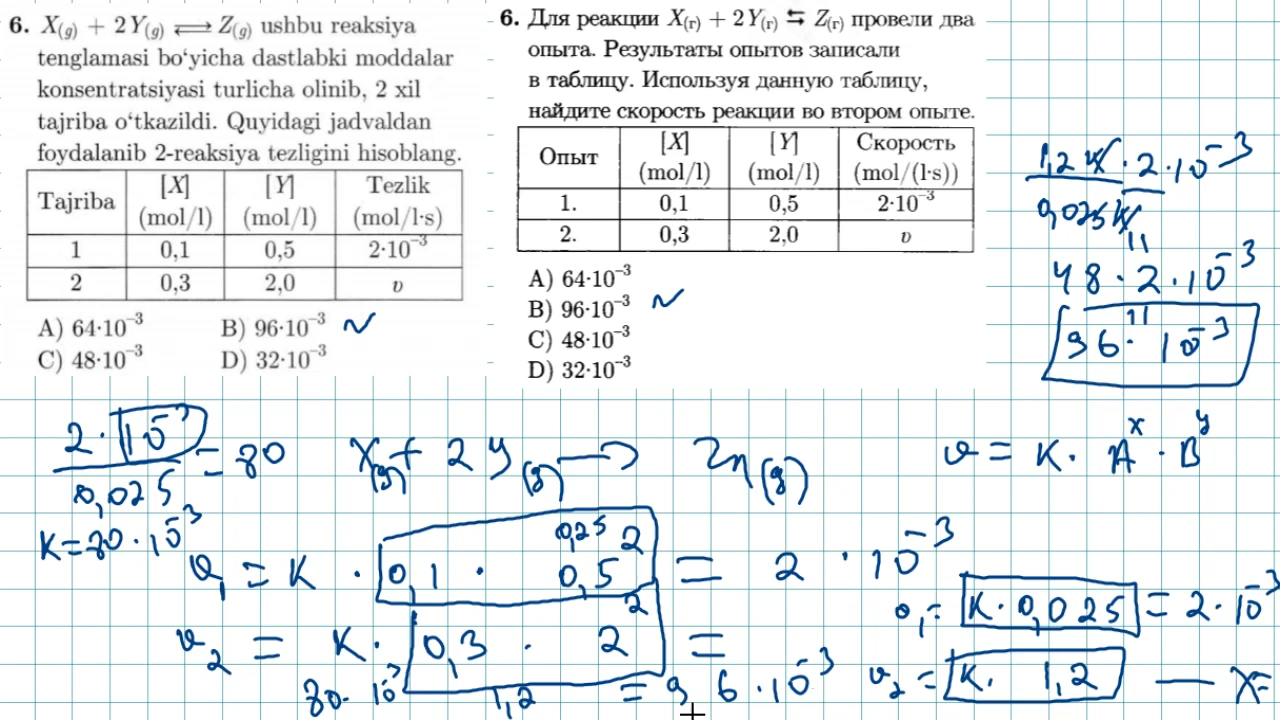 6. X(g) + 2Y(g) ⇌ Z(g) ushbu reaksiya
tenglamasi bo‘yicha dastlabki moddalar
konsentratsiyasi turlicha olinib, 2 xil
tajriba o‘tkazildi. Quyidagi jadvaldan
foydalanib 2-reaksiya tezligini hisoblang.
Tajriba [X] (mol/l) [Y] (mol/l) Tezlik (mol/l·s)
1 0,1 0,5 2·10⁻³
2 0,3 2,0 υ
A) 64·10⁻³ B) 96·10⁻³
C) 48·10⁻³ D) 32·10⁻³
6. Для реакции X(г) + 2Y(г) ⇆ Z(г) провели два
опыта. Результаты опытов записали
в таблицу. Используя данную таблицу,
найдите скорость реакции во втором опыте.
Опыт [X] (mol/l) [Y] (mol/l) Скорость (mol/(l·s))
1. 0,1 0,5 2·10⁻³
2. 0,3 2,0 υ
A) 64·10⁻³
B) 96·10⁻³
C) 48·10⁻³
D) 32·10⁻³
1,2 K · 2 · 10⁻³
0,025 K
11
48 · 2 · 10⁻³
11
96 · 10⁻³
2 · 10⁻³
0,025
= 80
K = 80 · 10⁻³
X(g) + 2Y(g) → Zn(g)
υ = K · Aˣ · Bʸ
0,25
υ₁ = K · 0,1 · 0,5² = 2 · 10⁻³
υ₂ = K · 0,3 · 2² =
80 · 10⁻³ 1,2 = 96 · 10⁻³
υ₁ = K · 0,025 = 2 · 10⁻³
υ₂ = K · 1,2 — X=